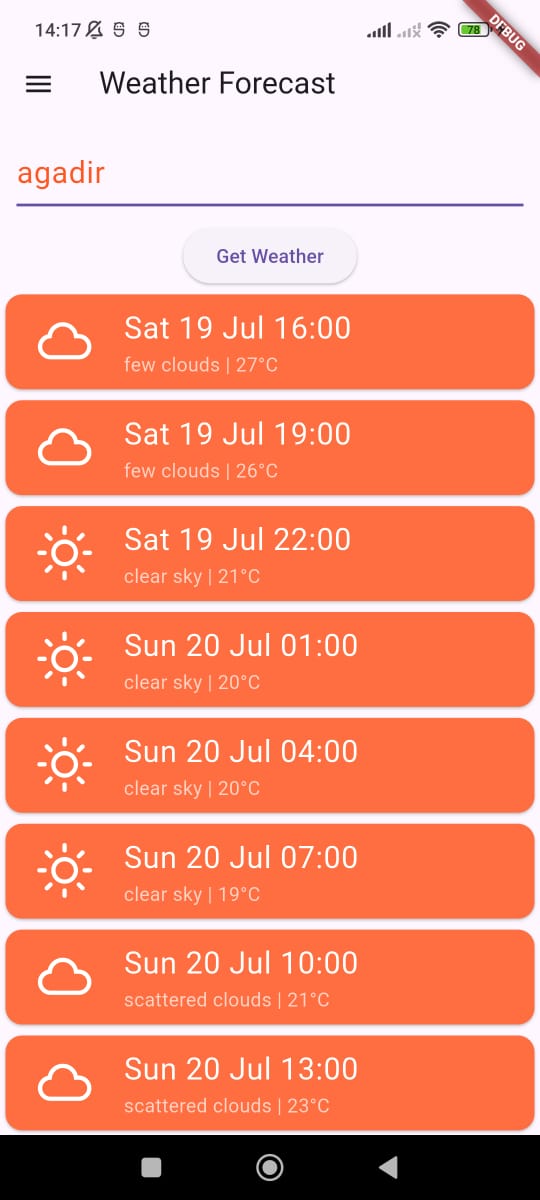 14:17
78
DEBUG
Weather Forecast
agadir
Get Weather
Sat 19 Jul 16:00
few clouds | 27°C
Sat 19 Jul 19:00
few clouds | 26°C
Sat 19 Jul 22:00
clear sky | 21°C
Sun 20 Jul 01:00
clear sky | 20°C
Sun 20 Jul 04:00
clear sky | 20°C
Sun 20 Jul 07:00
clear sky | 19°C
Sun 20 Jul 10:00
scattered clouds | 21°C
Sun 20 Jul 13:00
scattered clouds | 23°C